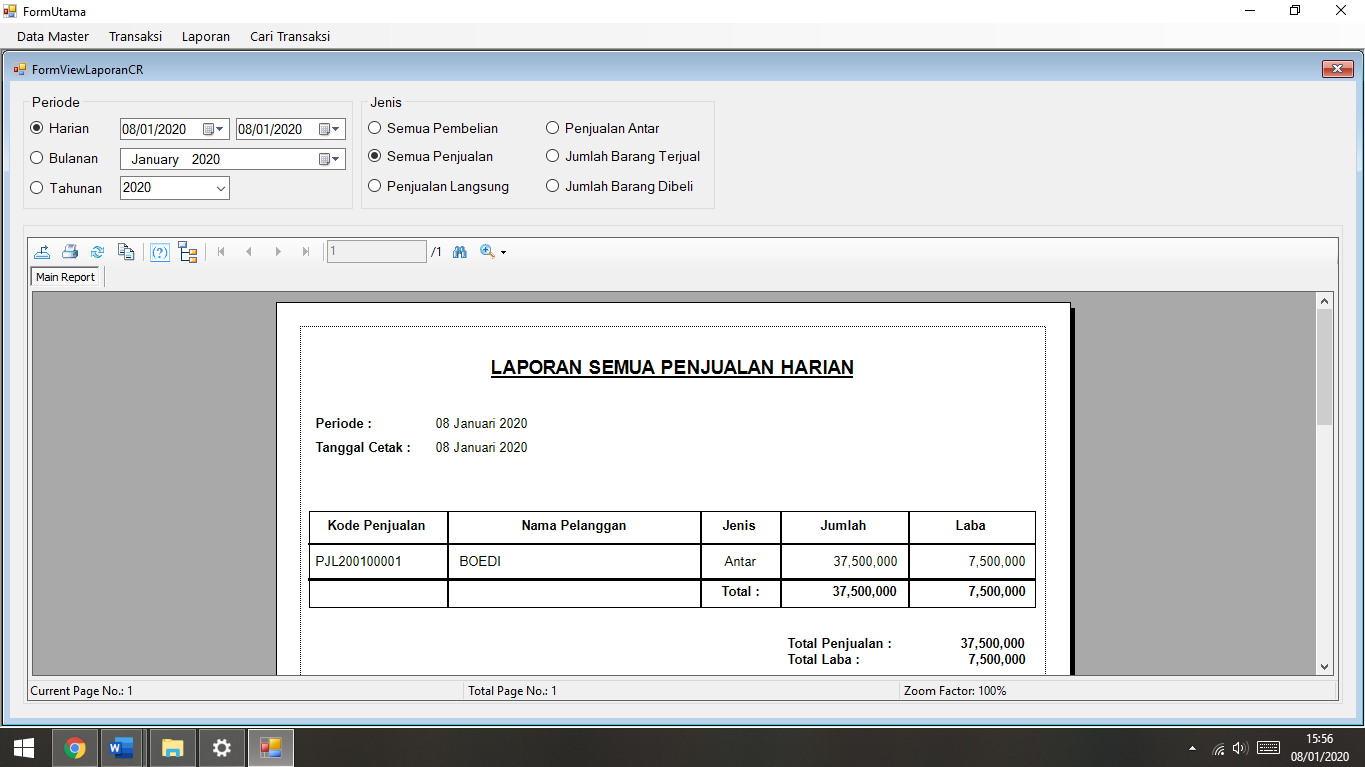 FormUtama
Data Master Transaksi Laporan Cari Transaksi
FormViewLaporanCR
Periode
Harian 08/01/2020 08/01/2020
Bulanan January 2020
Tahunan 2020
Jenis
Semua Pembelian Penjualan Antar
Semua Penjualan Jumlah Barang Terjual
Penjualan Langsung Jumlah Barang Dibeli
(?) 1 /1
Main Report
LAPORAN SEMUA PENJUALAN HARIAN
Periode : 08 Januari 2020
Tanggal Cetak : 08 Januari 2020
Kode Penjualan Nama Pelanggan Jenis Jumlah Laba
PJL200100001 BOEDI Antar 37,500,000 7,500,000
Total : 37,500,000 7,500,000
Total Penjualan : 37,500,000
Total Laba : 7,500,000
Current Page No.: 1 Total Page No.: 1 Zoom Factor: 100%
15:56
08/01/2020